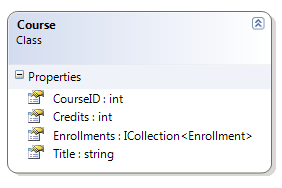 Course
Class
Properties
CourseID : int
Credits : int
Enrollments : ICollection<Enrollment>
Title : string